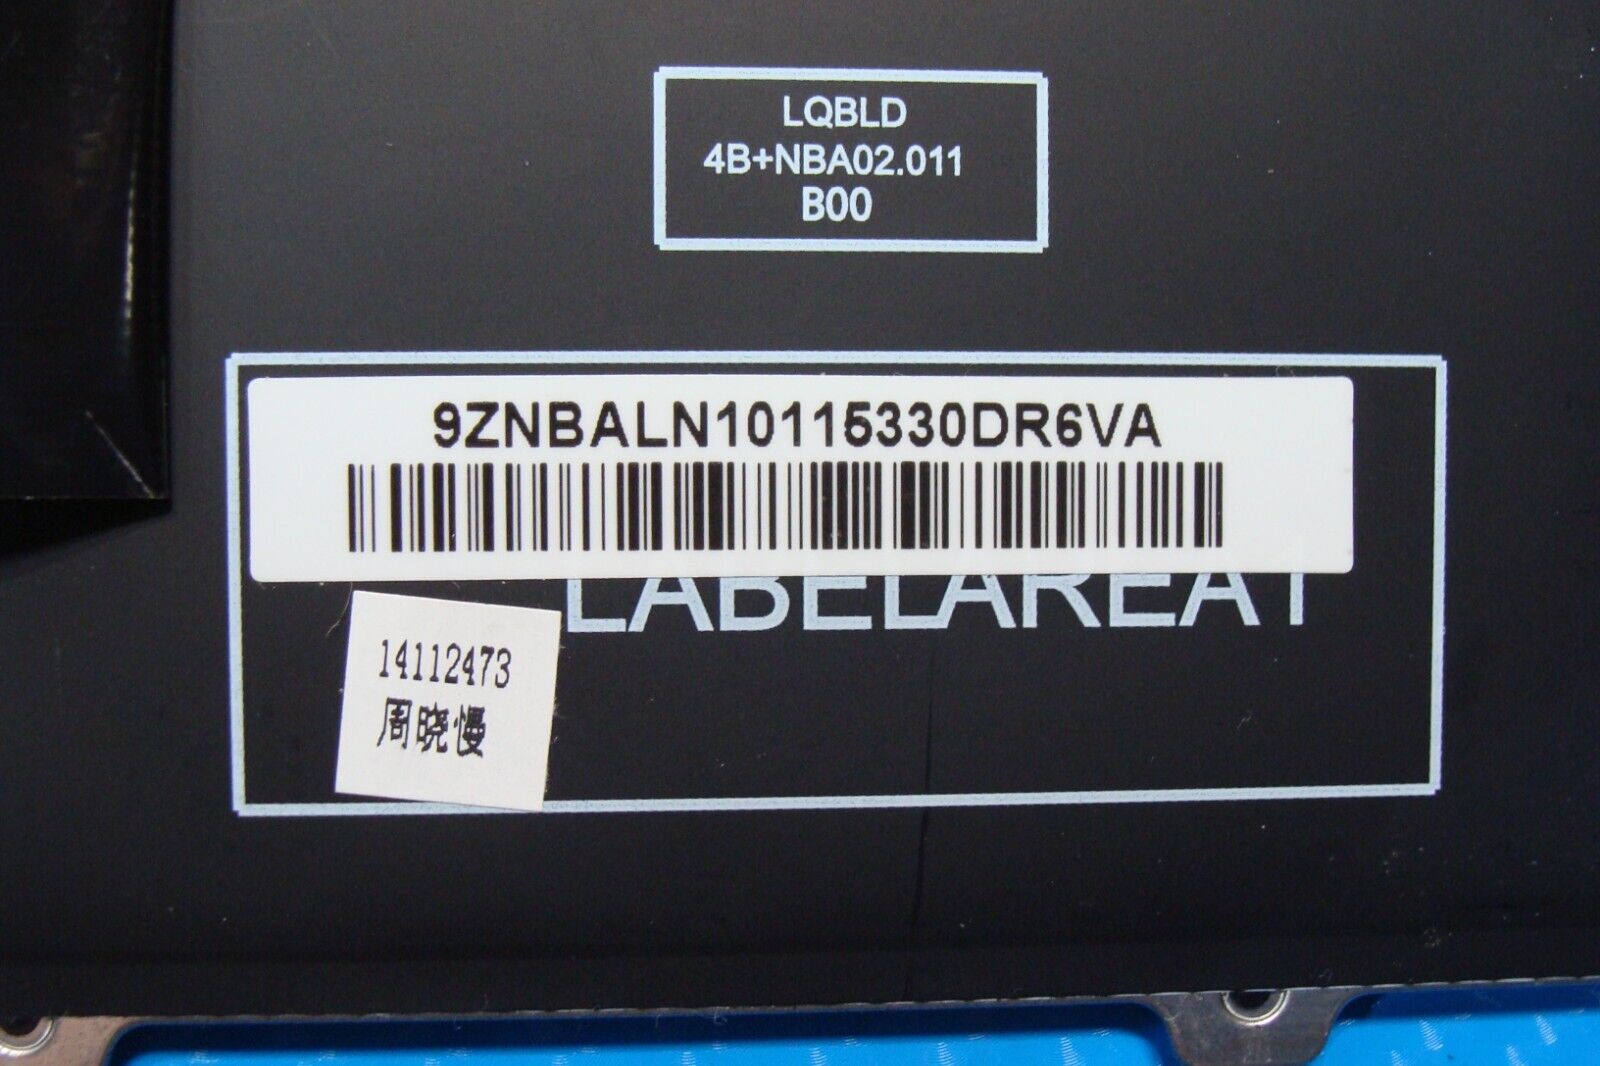 LQBLD
4B+NBA02.011
B00
9ZNBALN10115330DR6VA
LABELAREA1
14112473
周晓慢